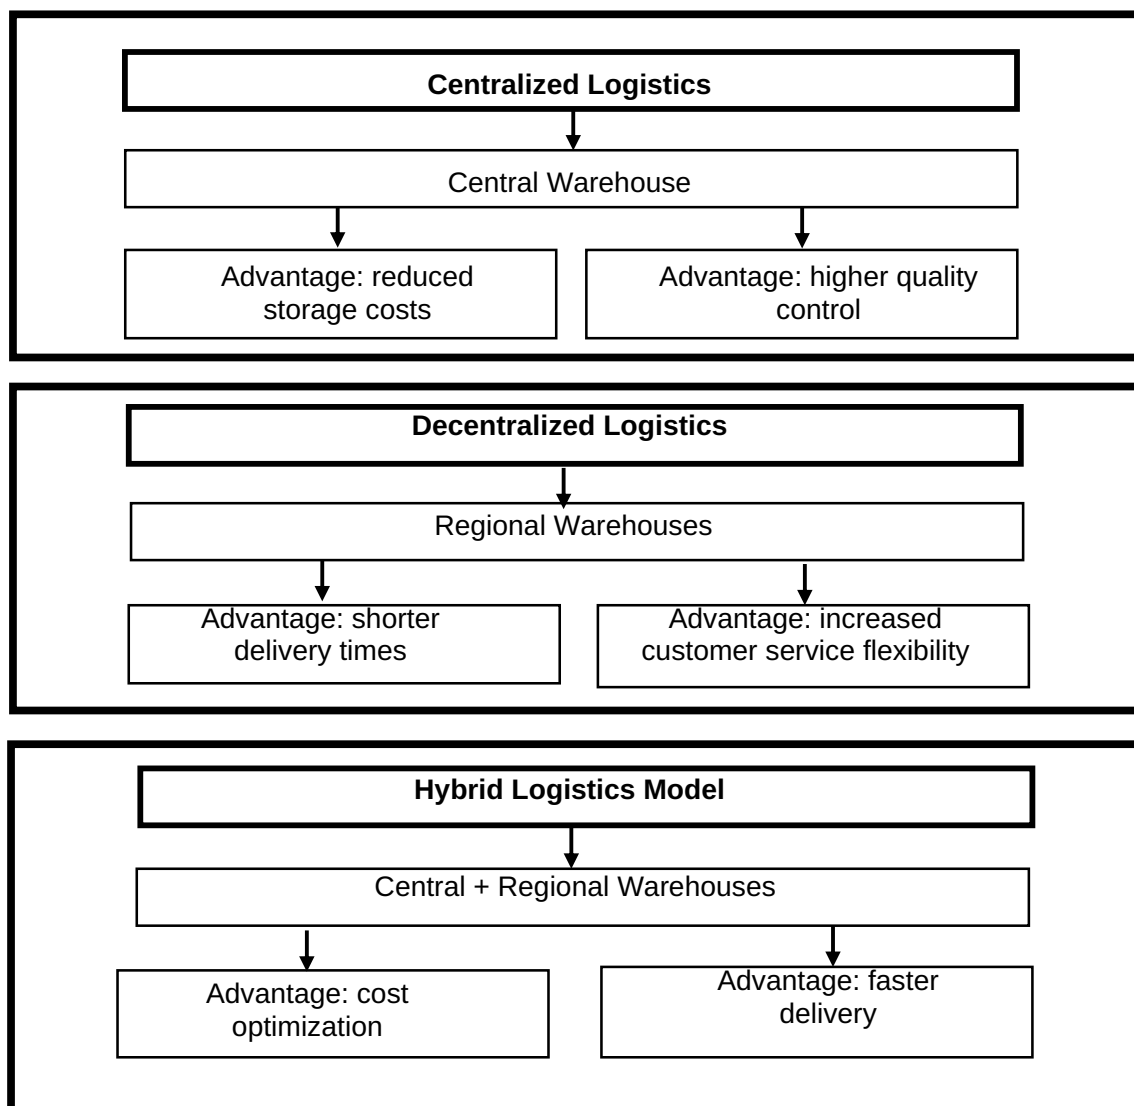 Centralized Logistics
Central Warehouse
Advantage: reduced
storage costs
Advantage: higher quality
control
Decentralized Logistics
Regional Warehouses
Advantage: shorter
delivery times
Advantage: increased
customer service flexibility
Hybrid Logistics Model
Central + Regional Warehouses
Advantage: cost
optimization
Advantage: faster
delivery